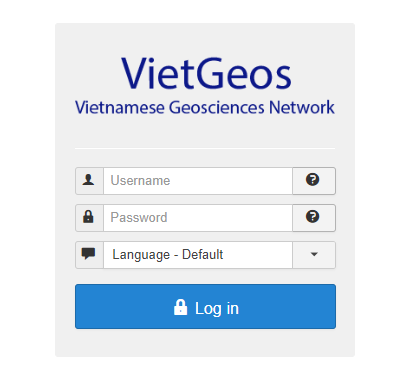 VietGeos
Vietnamese Geosciences Network
Username
Password
Language - Default
Log in